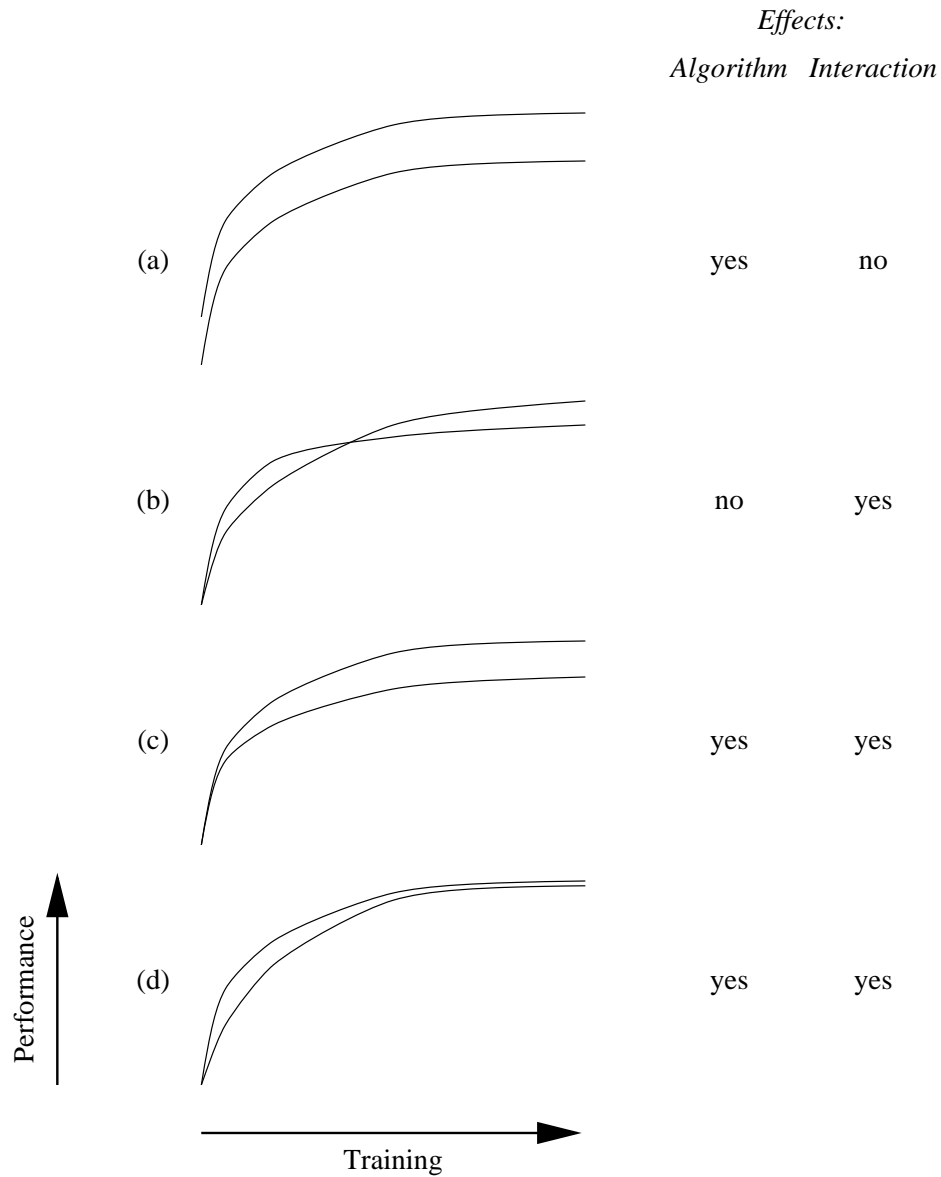 Effects:
Algorithm Interaction
(a) yes no
(b) no yes
(c) yes yes
(d) yes yes
Performance
Training